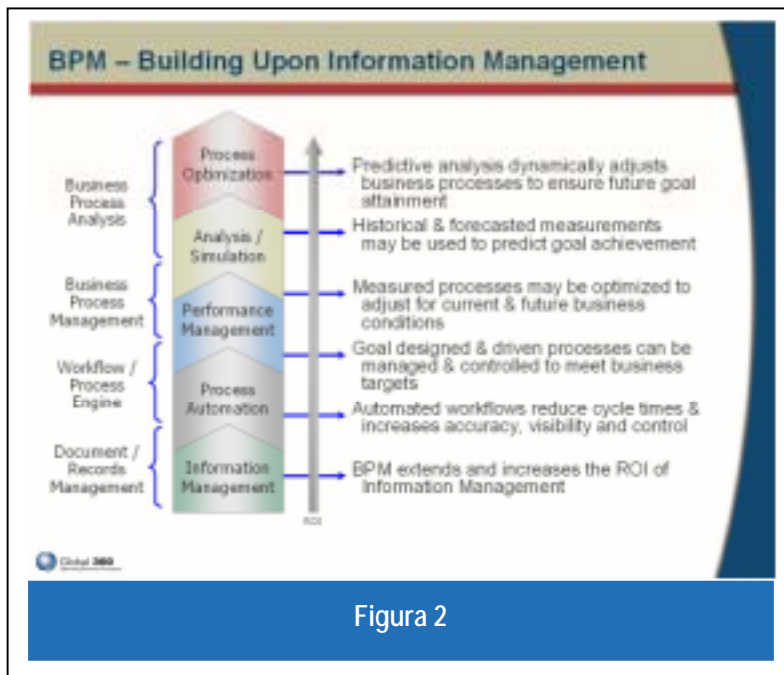 BPM – Building Upon Information Management
Business
Process
Analysis
Business
Process
Management
Workflow /
Process
Engine
Document /
Records
Management
Process
Optimization
Analysis /
Simulation
Performance
Management
Process
Automation
Information
Management
ROI
Predictive analysis dynamically adjusts
business processes to ensure future goal
attainment
Historical & forecasted measurements
may be used to predict goal achievement
Measured processes may be optimized to
adjust for current & future business
conditions
Goal designed & driven processes can be
managed & controlled to meet business
targets
Automated workflows reduce cycle times &
increases accuracy, visibility and control
BPM extends and increases the ROI of
Information Management
Global 360
Figura 2